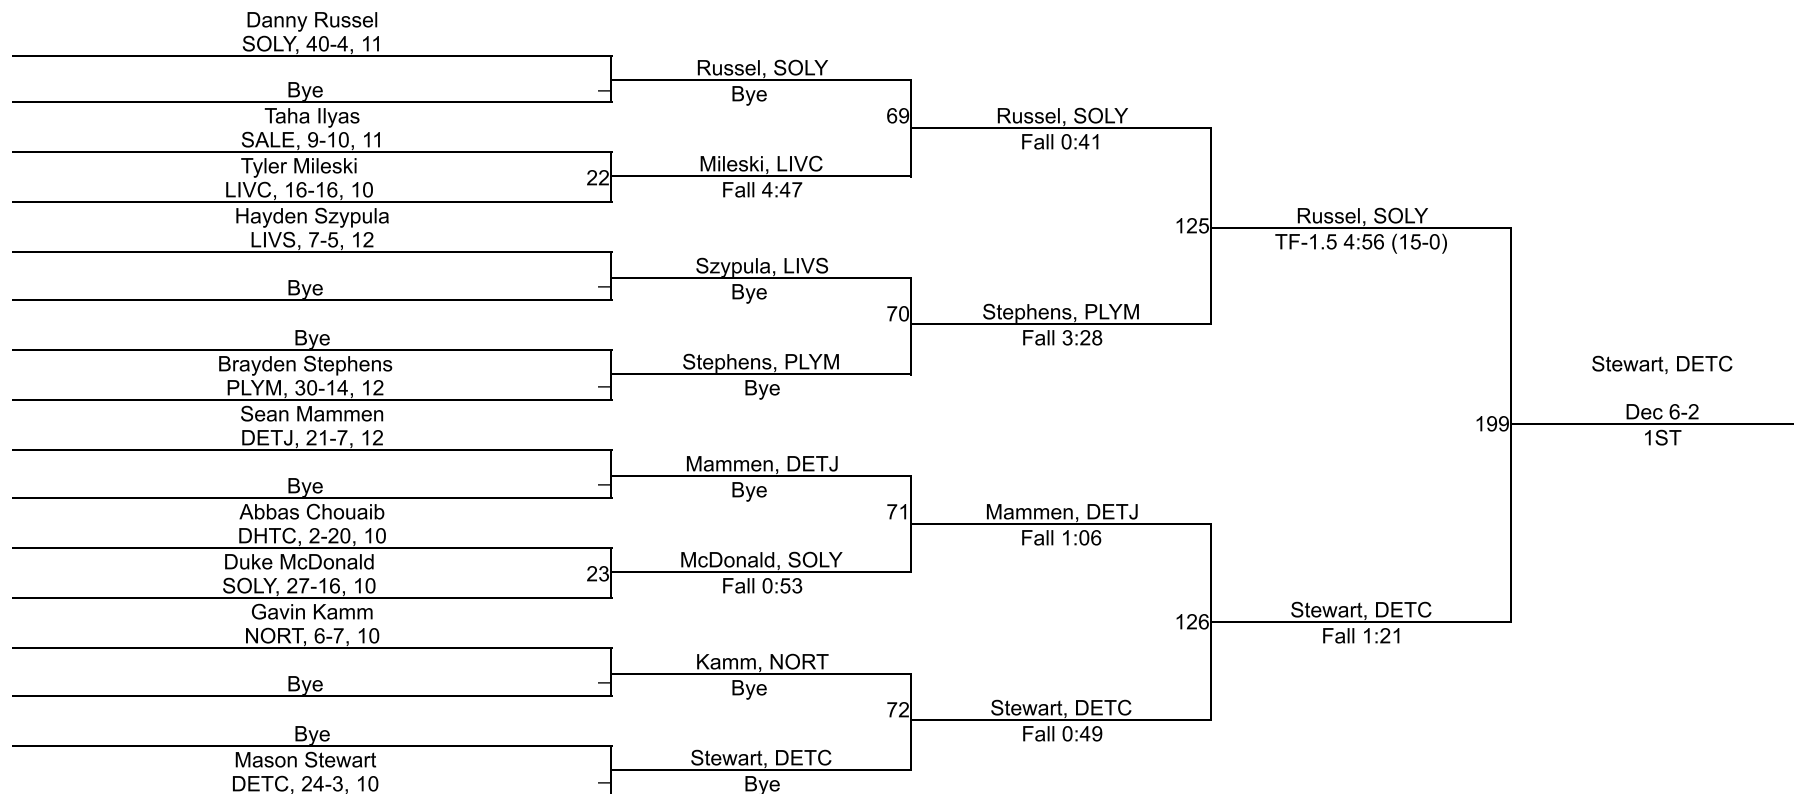 Danny Russel
SOLY, 40-4, 11
Bye
Taha Ilyas
SALE, 9-10, 11
Tyler Mileski
LIVC, 16-16, 10
22
Hayden Szypula
LIVS, 7-5, 12
Bye
Bye
Brayden Stephens
PLYM, 30-14, 12
Sean Mammen
DETJ, 21-7, 12
Bye
Abbas Chouaib
DHTC, 2-20, 10
Duke McDonald
SOLY, 27-16, 10
23
Gavin Kamm
NORT, 6-7, 10
Bye
Bye
Mason Stewart
DETC, 24-3, 10
Russel, SOLY
Bye
69
Mileski, LIVC
Fall 4:47
Szypula, LIVS
Bye
70
Stephens, PLYM
Bye
Mammen, DETJ
Bye
71
McDonald, SOLY
Fall 0:53
Kamm, NORT
Bye
72
Stewart, DETC
Bye
Russel, SOLY
Fall 0:41
125
Stephens, PLYM
Fall 3:28
Mammen, DETJ
Fall 1:06
126
Stewart, DETC
Fall 0:49
Russel, SOLY
TF-1.5 4:56 (15-0)
199
Stewart, DETC
Fall 1:21
Stewart, DETC
Dec 6-2
1ST